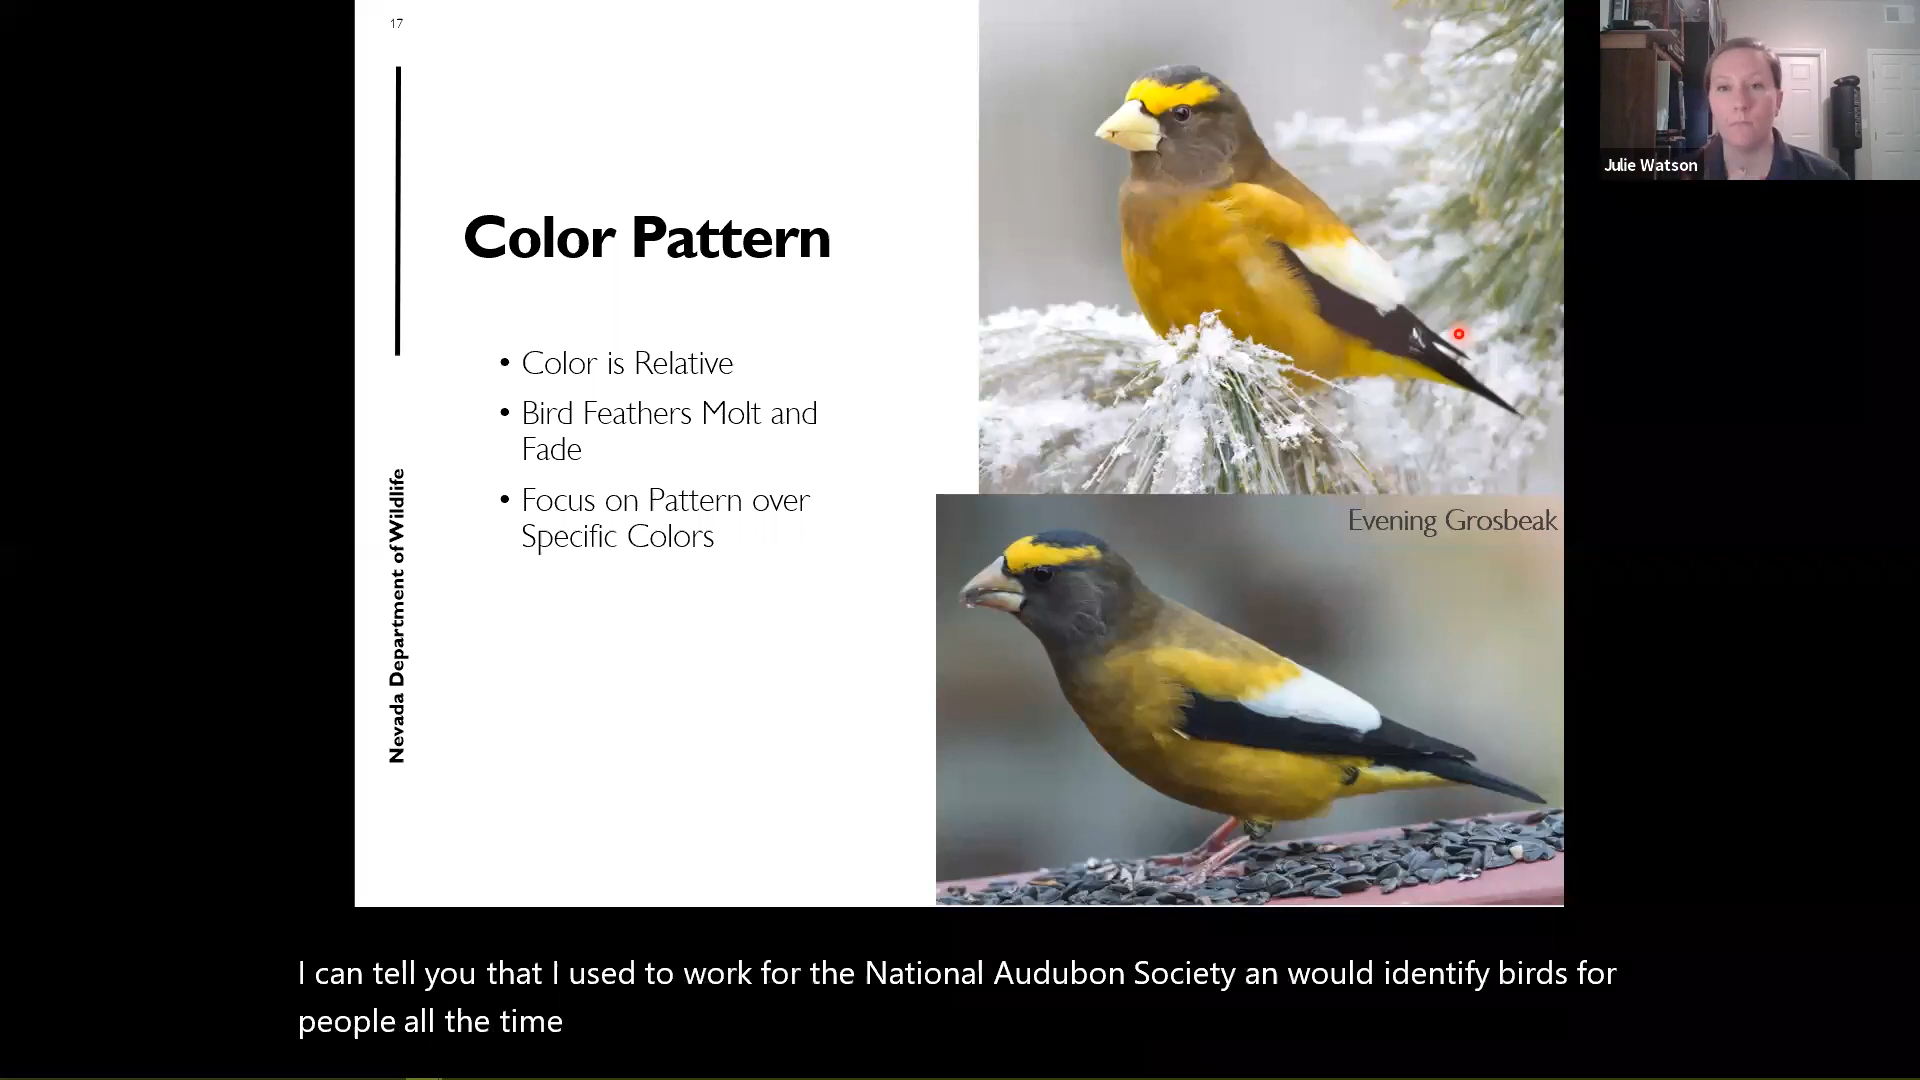 17
Color Pattern
• Color is Relative
• Bird Feathers Molt and
Fade
• Focus on Pattern over
Specific Colors
Nevada Department of Wildlife
Evening Grosbeak
Julie Watson
I can tell you that I used to work for the National Audubon Society an would identify birds for
people all the time